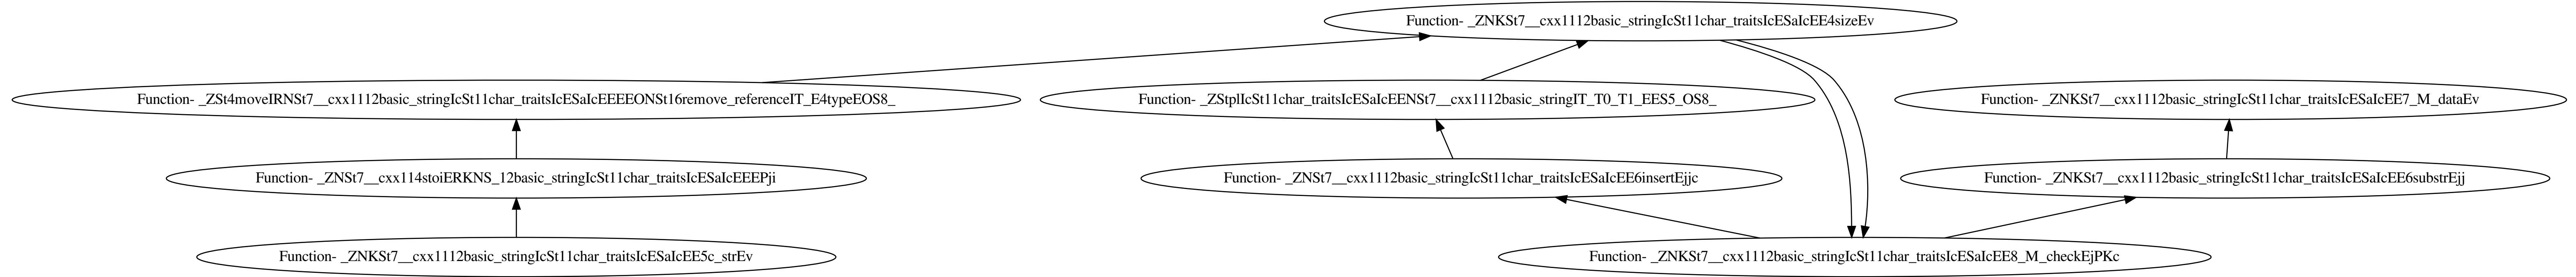 Function- _ZNKSt7__cxx1112basic_stringIcSt11char_traitsIcESaIcEE4sizeEv
Function- _ZSt4moveIRNSt7__cxx1112basic_stringIcSt11char_traitsIcESaIcEEEEONSt16remove_referenceIT_E4typeEOS8_
Function- _ZStplIcSt11char_traitsIcESaIcEENSt7__cxx1112basic_stringIT_T0_T1_EES5_OS8_
Function- _ZNKSt7__cxx1112basic_stringIcSt11char_traitsIcESaIcEE7_M_dataEv
Function- _ZNSt7__cxx114stoiERKNS_12basic_stringIcSt11char_traitsIcESaIcEEEPji
Function- _ZNSt7__cxx1112basic_stringIcSt11char_traitsIcESaIcEE6insertEjjc
Function- _ZNKSt7__cxx1112basic_stringIcSt11char_traitsIcESaIcEE6substrEjj
Function- _ZNKSt7__cxx1112basic_stringIcSt11char_traitsIcESaIcEE5c_strEv
Function- _ZNKSt7__cxx1112basic_stringIcSt11char_traitsIcESaIcEE8_M_checkEjPKc